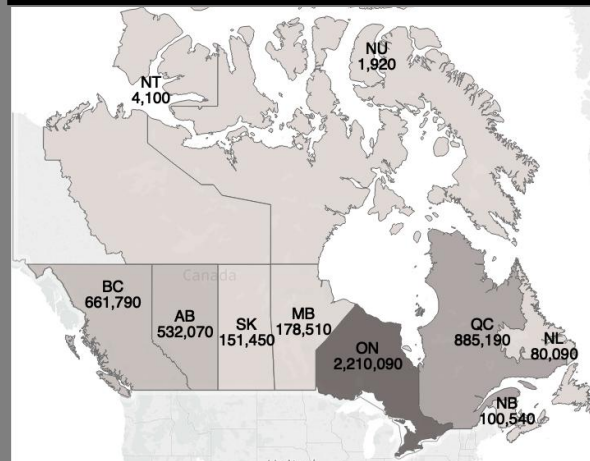 NU
1,920
NT
4,100
Canada
BC
661,790
AB
532,070
SK
151,450
MB
178,510
ON
2,210,090
QC
885,190
NL
80,090
NB
100,540